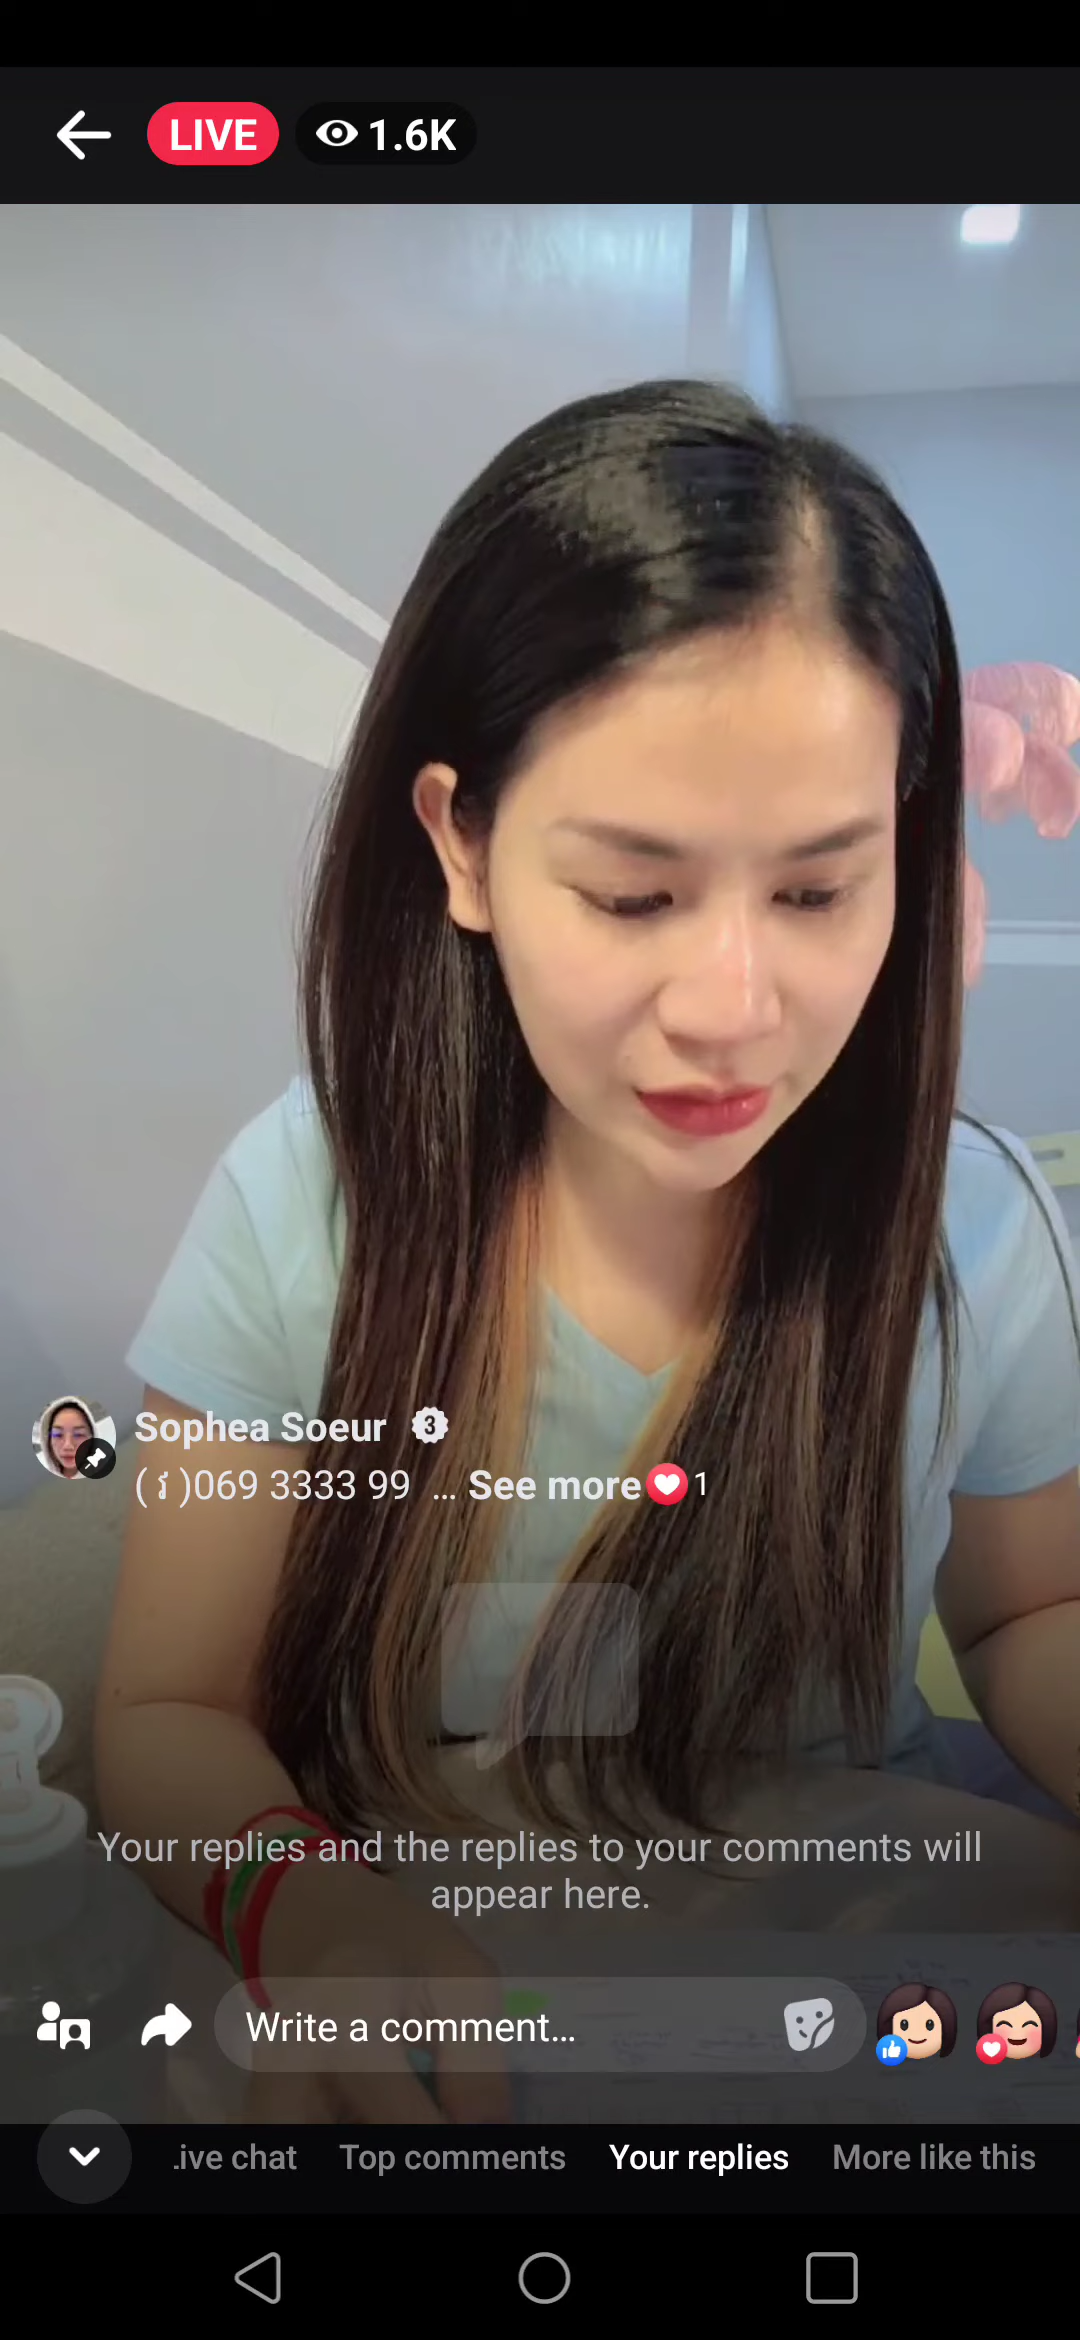 LIVE 1.6K
Sophea Soeur 3
(រ)069 3333 99 ... See more 1
Your replies and the replies to your comments will
appear here.
Write a comment...
ive chat Top comments Your replies More like this